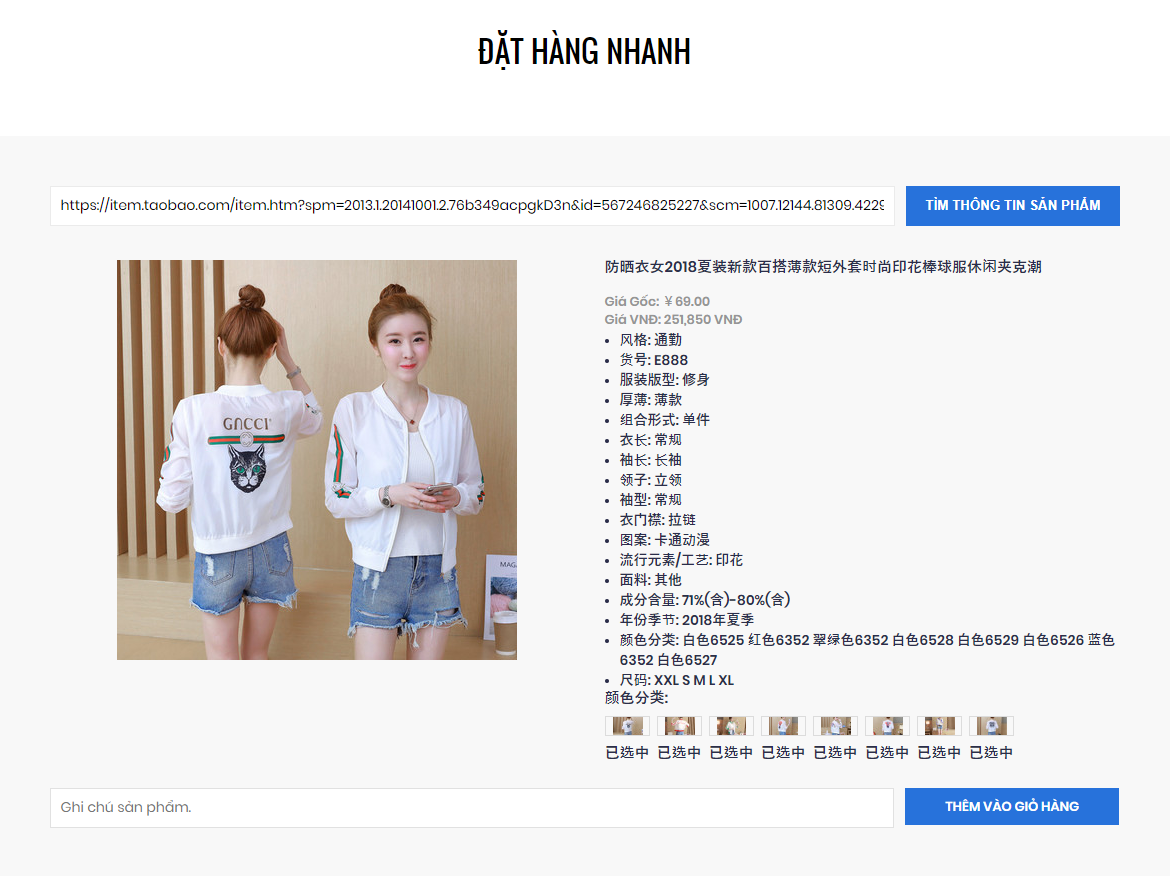 ĐẶT HÀNG NHANH
https://item.taobao.com/item.htm?spm=2013.1.20141001.2.76b349acpgkD3n&id=567246825227&scm=1007.12144.81309.4229
TÌM THÔNG TIN SẢN PHẨM
防晒衣女2018夏装新款百搭薄款短外套时尚印花棒球服休闲夹克潮
Giá Gốc: ￥69.00
Giá VNĐ: 251,850 VNĐ
风格: 通勤
货号: E888
服装版型: 修身
厚薄: 薄款
组合形式: 单件
衣长: 常规
袖长: 长袖
领子: 立领
袖型: 常规
衣门襟: 拉链
图案: 卡通动漫
流行元素/工艺: 印花
面料: 其他
成分含量: 71%(含)-80%(含)
年份季节: 2018年夏季
颜色分类: 白色6525 红色6352 翠绿色6352 白色6528 白色6529 白色6526 蓝色
6352 白色6527
尺码: XXL S M L XL
颜色分类:
已选中 已选中 已选中 已选中 已选中 已选中 已选中 已选中
GUCCI
MAG
Ghi chú sản phẩm.
THÊM VÀO GIỎ HÀNG